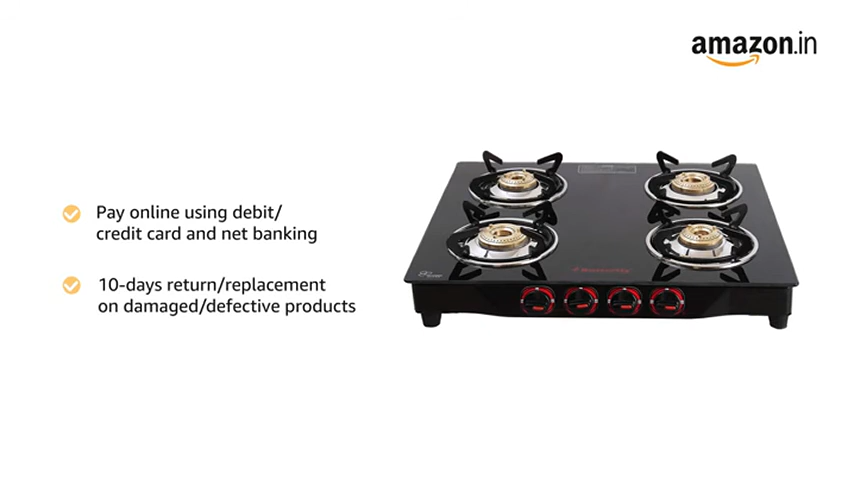 amazon.in
Pay online using debit/
credit card and net banking
10-days return/replacement
on damaged/defective products